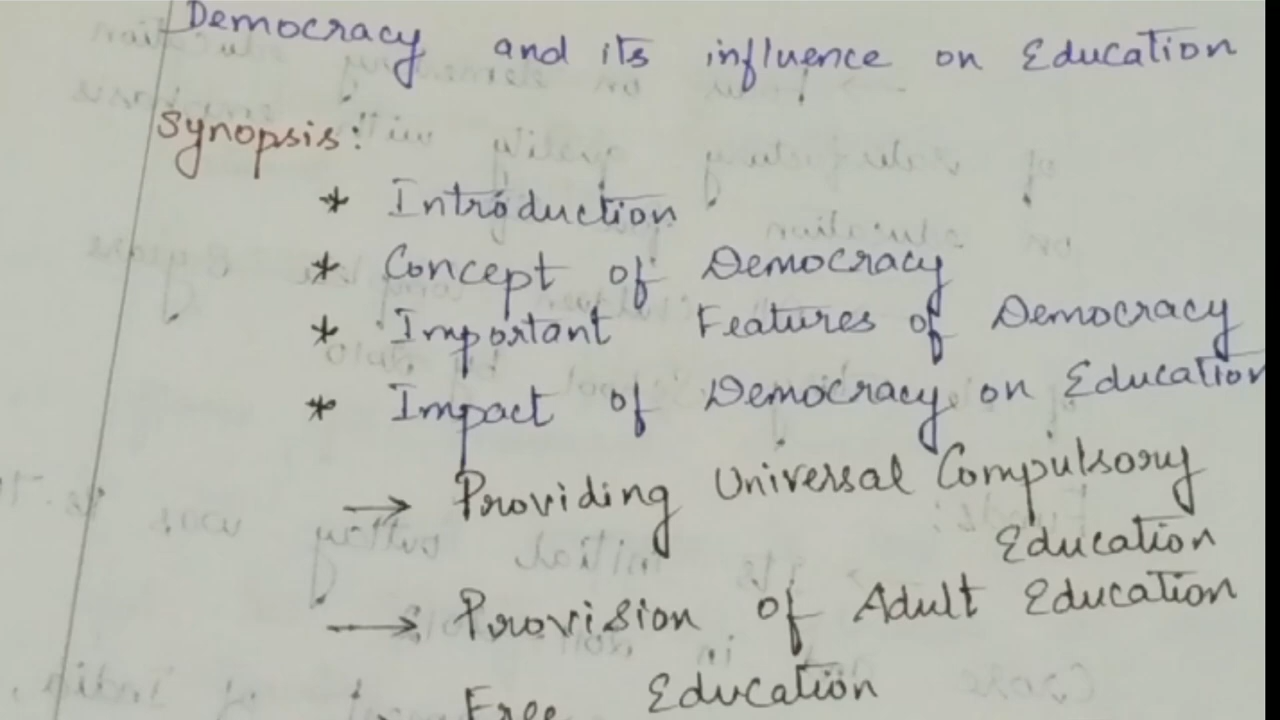 Democracy and its influence on Education
Synopsis:
* Introduction
* Concept of Democracy
* Important Features of Democracy
* Impact of Democracy on Education
→ Providing Universal Compulsory
Education
→ Provision of Adult Education
Free Education